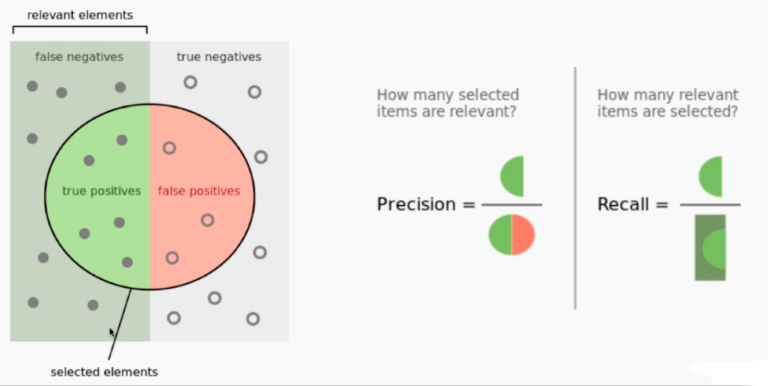 relevant elements
false negatives
true negatives
true positives
false positives
selected elements
How many selected
items are relevant?
Precision =
How many relevant
items are selected?
Recall =